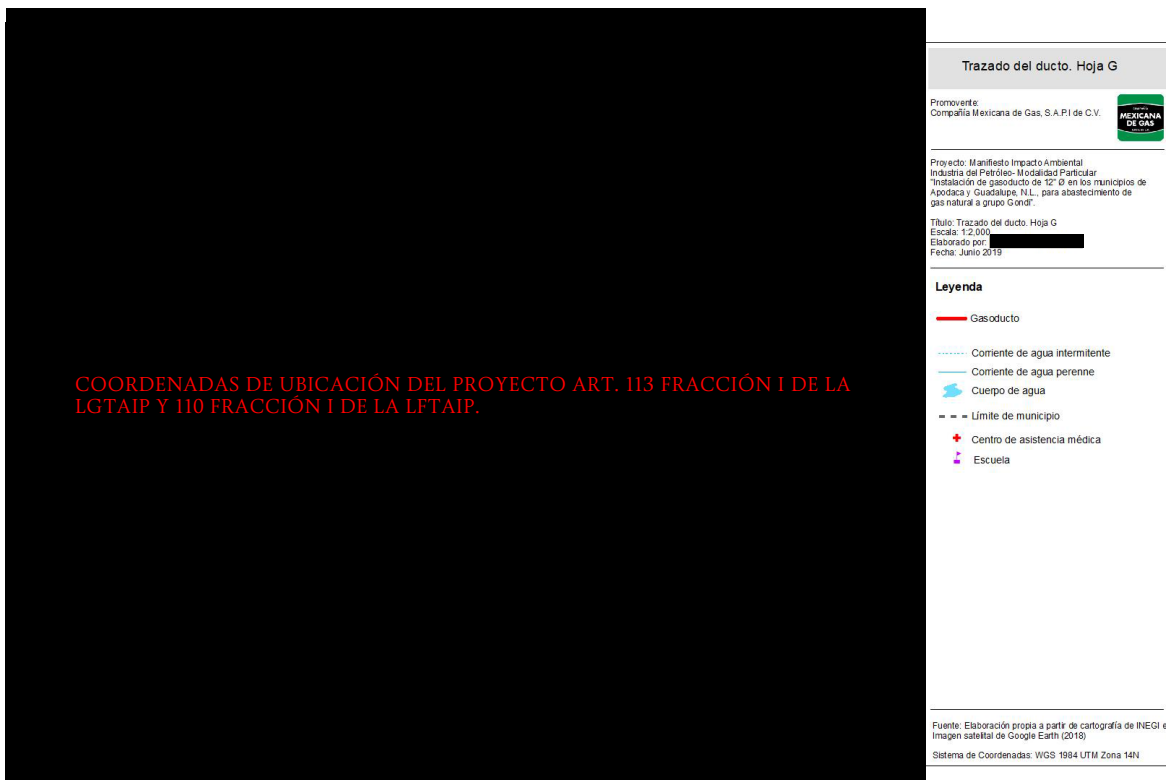 COORDENADAS DE UBICACIÓN DEL PROYECTO ART. 113 FRACCIÓN I DE LA
LGTAIP Y 110 FRACCIÓN I DE LA LFTAIP.
Trazado del ducto. Hoja G
Promovente:
Compañía Mexicana de Gas, S.A.P.I de C.V.
MEXICANA
DE GAS
Proyecto: Manifiesto Impacto Ambiental
Industria del Petróleo- Modalidad Particular
"Instalación de gasoducto de 12" Ø en los municipios de
Apodaca y Guadalupe, N.L., para abastecimiento de
gas natural a grupo Gondi".
Título: Trazado del ducto. Hoja G
Escala: 1:2,000
Elaborado por:
Fecha: Junio 2019
Leyenda
Gasoducto
Corriente de agua intermitente
Corriente de agua perenne
Cuerpo de agua
Límite de municipio
Centro de asistencia médica
Escuela
Fuente: Elaboración propia a partir de cartografía de INEGI e
Imagen satelital de Google Earth (2018)
Sistema de Coordenadas: WGS 1984 UTM Zona 14N